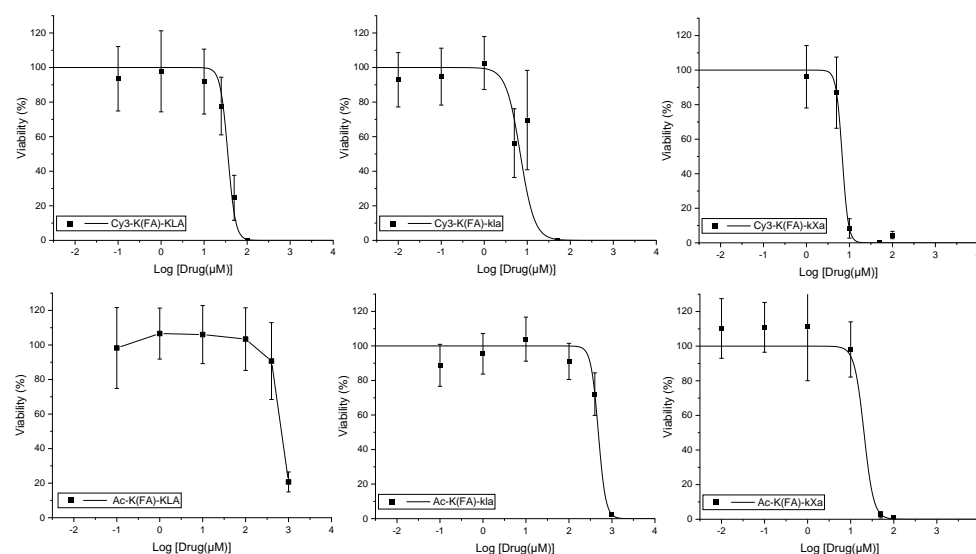 120
100
80
60
40
20
0
Viability (%)
Cy3-K(FA)-KLA
-2 -1 0 1 2 3 4
Log [Drug(µM)]
120
100
80
60
40
20
0
Viability (%)
Cy3-K(FA)-kla
-2 -1 0 1 2 3 4
Log [Drug(µM)]
120
100
80
60
40
20
0
Viability (%)
Cy3-K(FA)-kXa
-2 -1 0 1 2 3
Log [Drug(µM)]
120
100
80
60
40
20
0
Viability (%)
Ac-K(FA)-KLA
-2 -1 0 1 2 3 4
Log [Drug(µM)]
120
100
80
60
40
20
0
Viability (%)
Ac-K(FA)-kla
-2 -1 0 1 2 3 4
Log [Drug(µM)]
120
100
80
60
40
20
0
Viability (%)
Ac-K(FA)-kXa
-2 -1 0 1 2 3
Log [Drug(µM)]